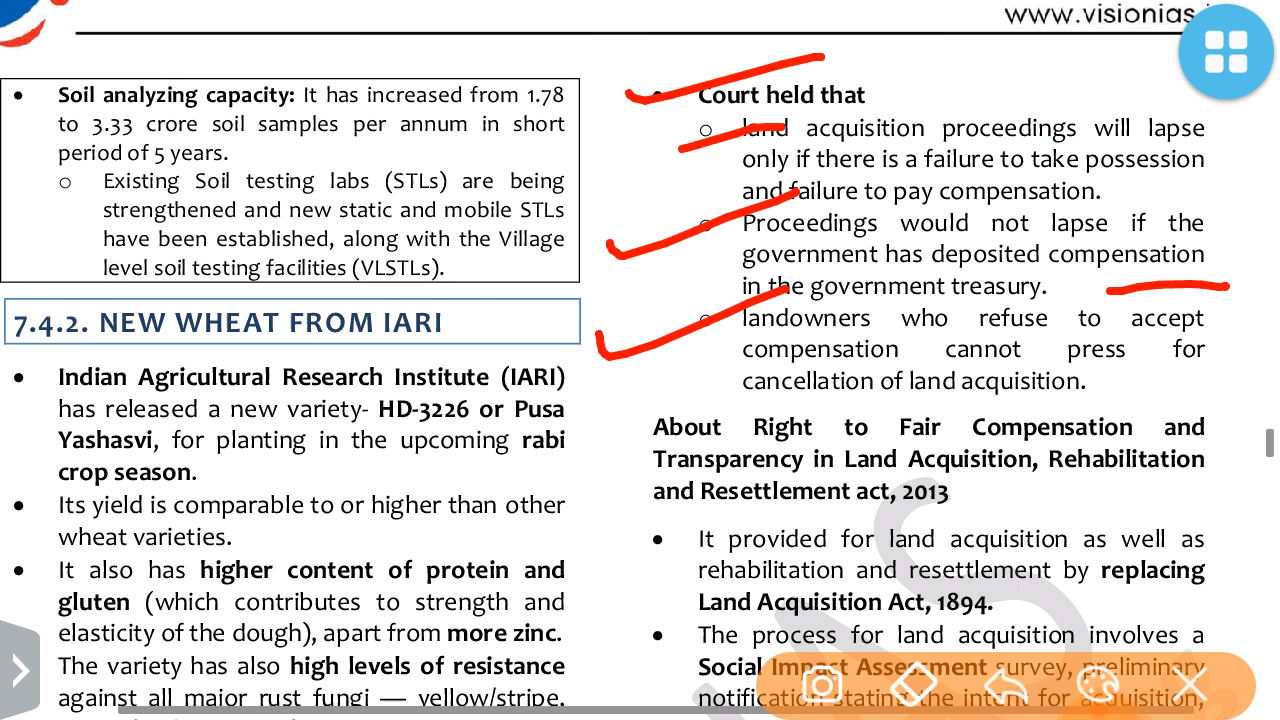 www.visionias.
• Soil analyzing capacity: It has increased from 1.78
to 3.33 crore soil samples per annum in short
period of 5 years.
o Existing Soil testing labs (STLs) are being
strengthened and new static and mobile STLs
have been established, along with the Village
level soil testing facilities (VLSTLs).
7.4.2. NEW WHEAT FROM IARI
• Indian Agricultural Research Institute (IARI)
has released a new variety- HD-3226 or Pusa
Yashasvi, for planting in the upcoming rabi
crop season.
• Its yield is comparable to or higher than other
wheat varieties.
• It also has higher content of protein and
gluten (which contributes to strength and
elasticity of the dough), apart from more zinc.
The variety has also high levels of resistance
against all major rust fungi — yellow/stripe,
• Court held that
o land acquisition proceedings will lapse
only if there is a failure to take possession
and failure to pay compensation.
o Proceedings would not lapse if the
government has deposited compensation
in the government treasury.
o landowners who refuse to accept
compensation cannot press for
cancellation of land acquisition.
About Right to Fair Compensation and
Transparency in Land Acquisition, Rehabilitation
and Resettlement act, 2013
• It provided for land acquisition as well as
rehabilitation and resettlement by replacing
Land Acquisition Act, 1894.
• The process for land acquisition involves a
Social Impact Assessment survey, preliminary
notification stating the intent for acquisition,